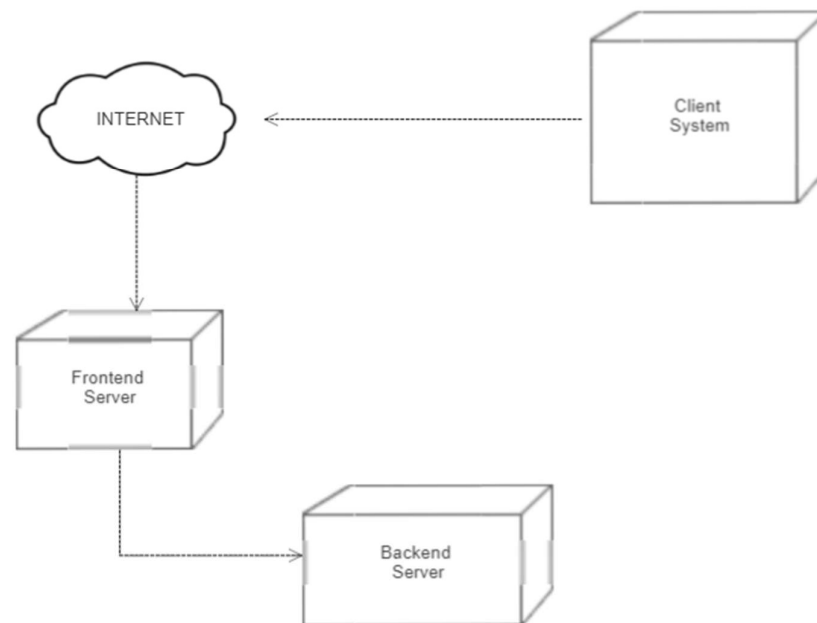 INTERNET
Client
System
Frontend
Server
Backend
Server